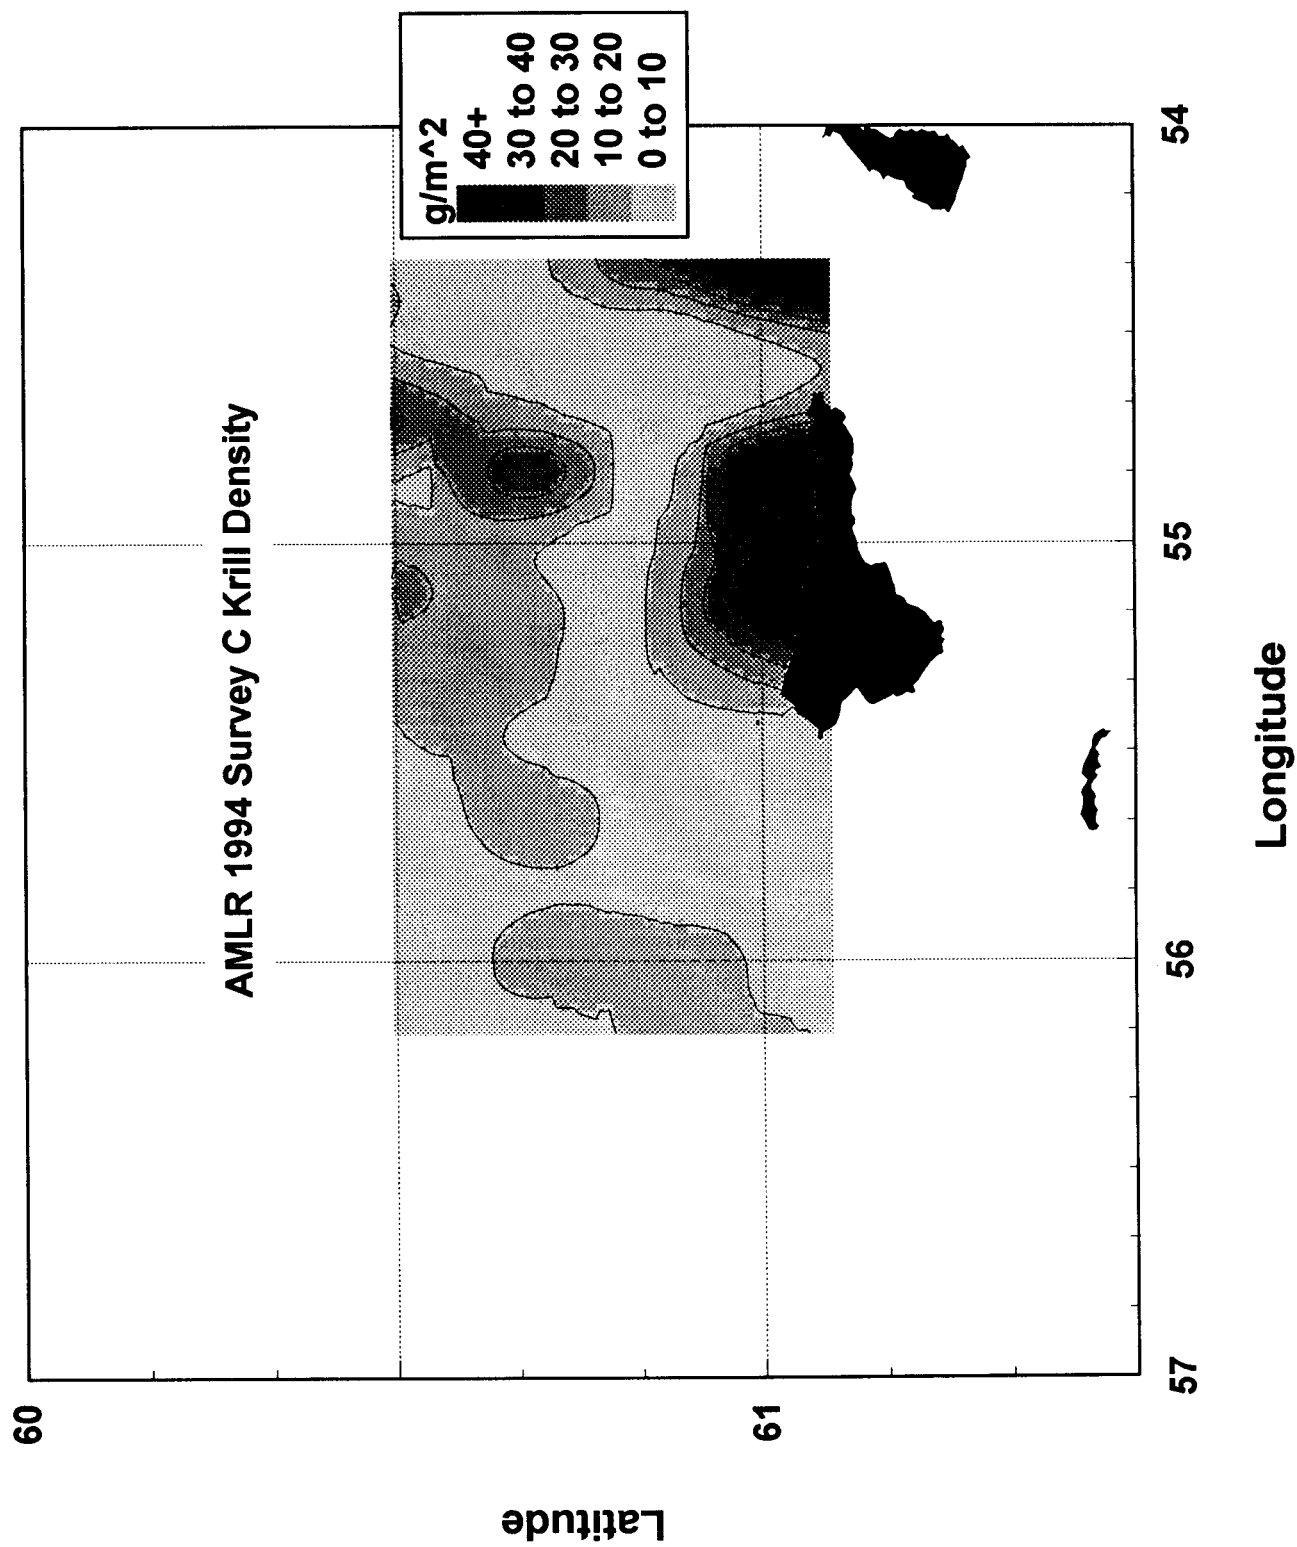 AMLR 1994 Survey C Krill Density
g/m^2
40+
30 to 40
20 to 30
10 to 20
0 to 10
60
61
Latitude
57
56
55
54
Longitude